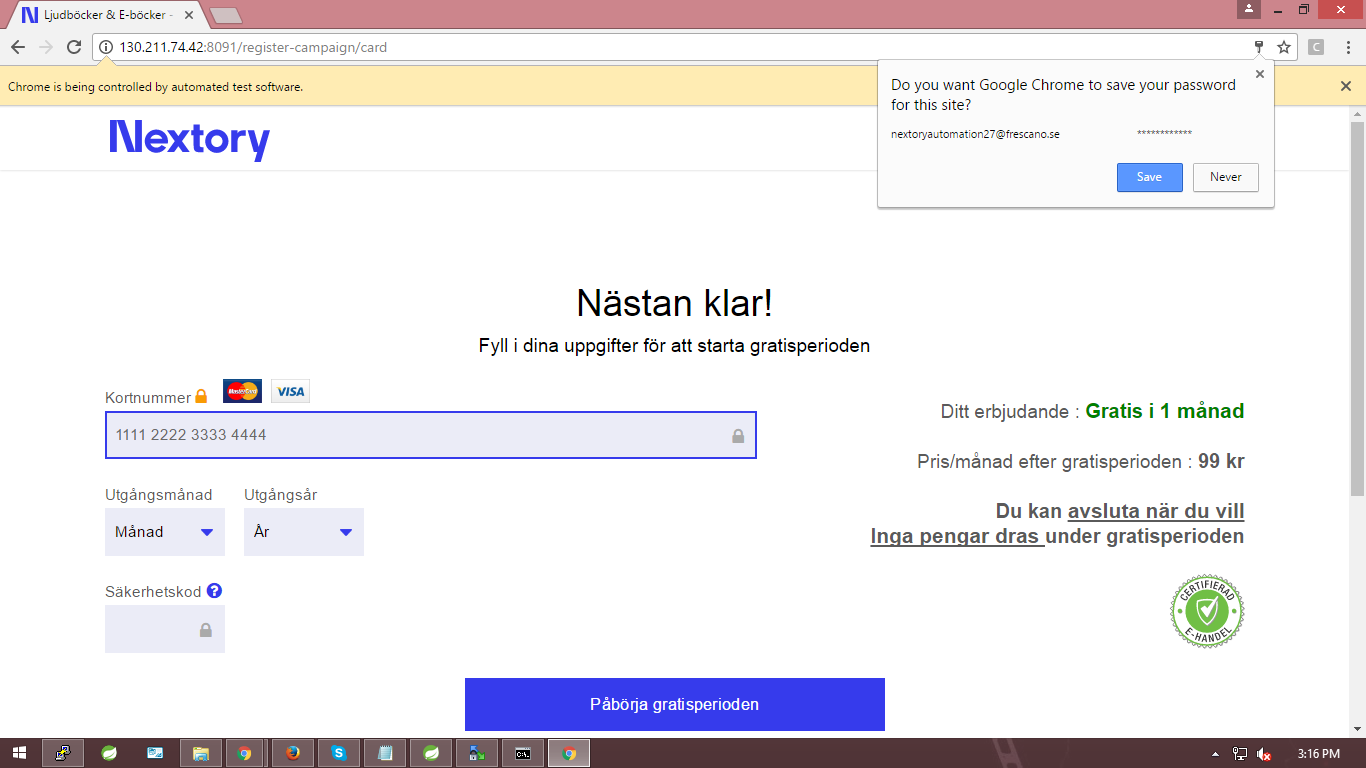 Ljudböcker & E-böcker -
130.211.74.42:8091/register-campaign/card
Chrome is being controlled by automated test software.
Do you want Google Chrome to save your password
for this site?
nextoryautomation27@frescano.se ************
Save Never
Nextory
Nästan klar!
Fyll i dina uppgifter för att starta gratisperioden
Kortnummer MasterCard VISA
1111 2222 3333 4444
Utgångsmånad Utgångsår
Månad År
Säkerhetskod ?
Ditt erbjudande : Gratis i 1 månad
Pris/månad efter gratisperioden : 99 kr
Du kan avsluta när du vill
Inga pengar dras under gratisperioden
CERTIFIERAD
E-HANDEL
Påbörja gratisperioden
3:16 PM